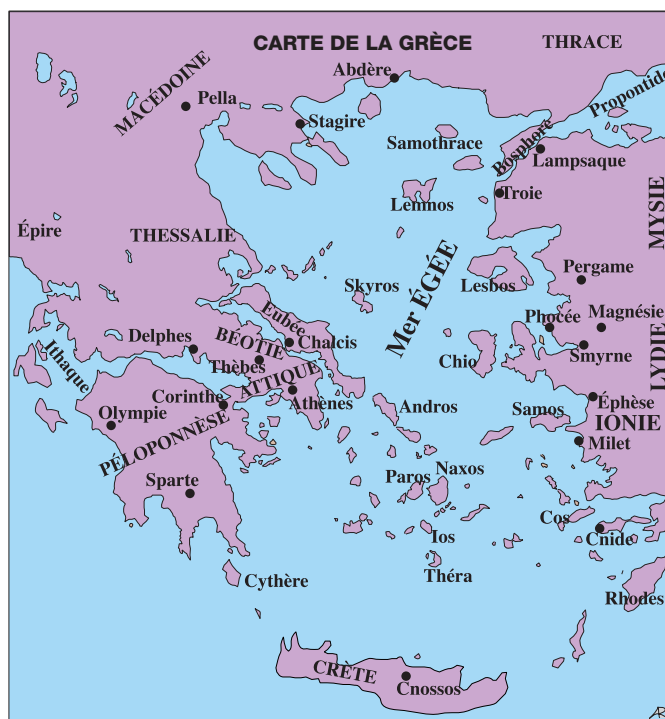 CARTE DE LA GRÈCE
THRACE
Abdère
MACÉDOINE
Pella
Stagire
Propontide
Samothrace
Bosphore
Lampsaque
Troie
Lemnos
MYSIE
Épire
THESSALIE
Mer ÉGÉE
Pergame
Skyros
Lesbos
Eubée
Phocée
Magnésie
Delphes
BÉOTIE
Chalcis
Smyrne
Ithaque
Thèbes
Chio
LYDIE
ATTIQUE
Corinthe
Athènes
Éphèse
Olympie
Andros
Samos
IONIE
PÉLOPONNÈSE
Milet
Sparte
Paros
Naxos
Cos
Ios
Cnide
Cythère
Théra
Rhodes
CRÈTE
Cnossos